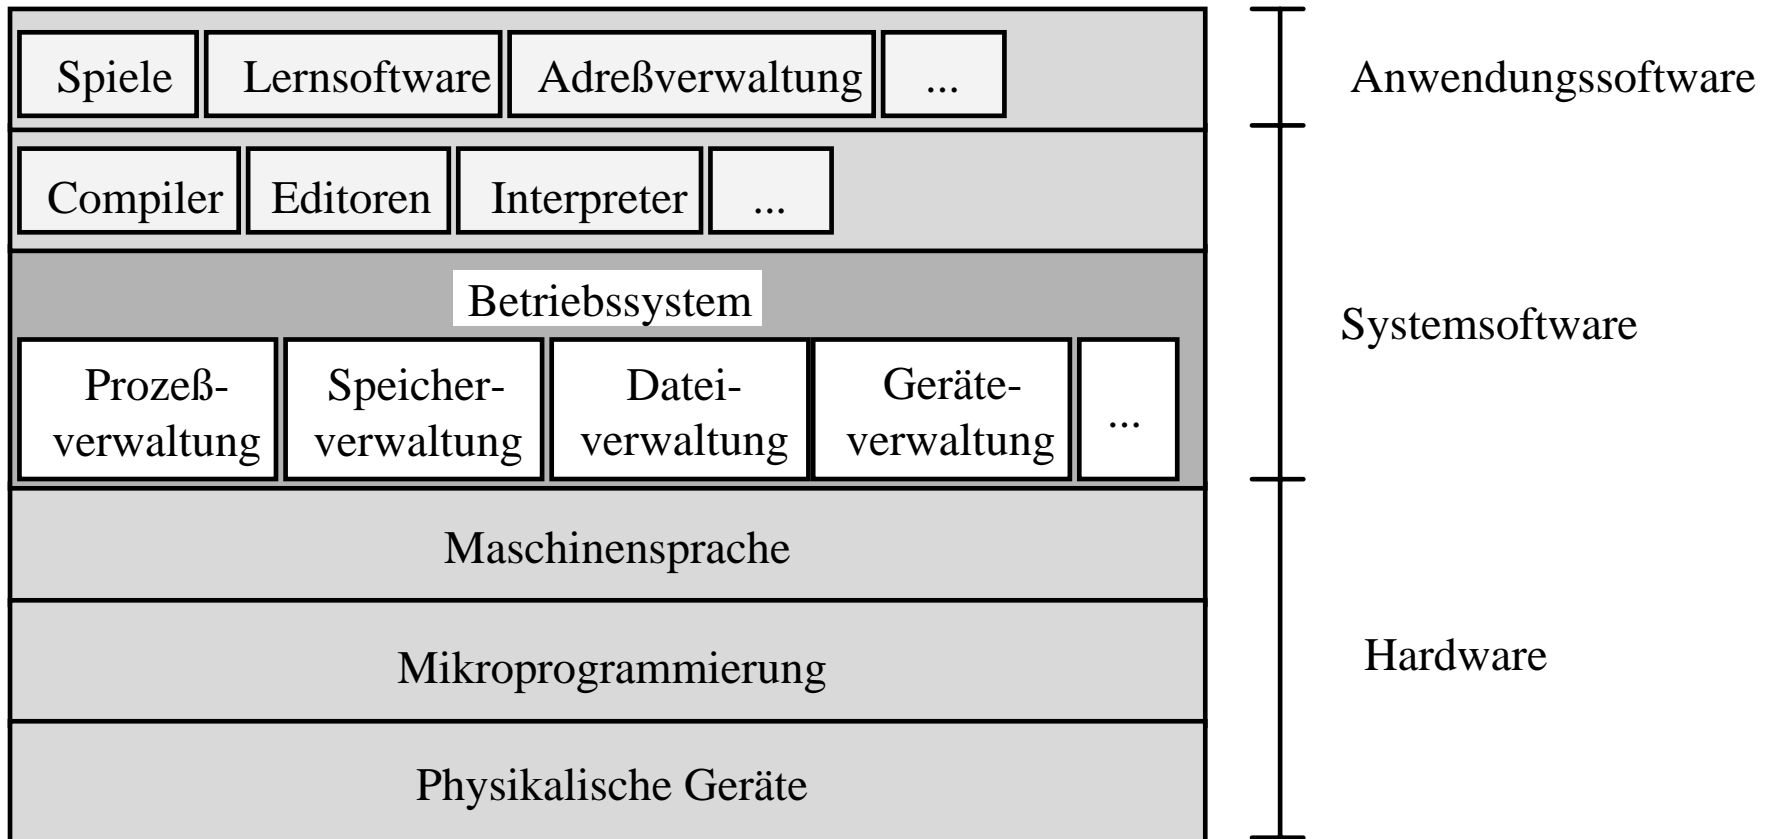 Spiele Lernsoftware Adreßverwaltung ... Anwendungssoftware
Compiler Editoren Interpreter ...
Betriebssystem
Systemsoftware
Prozeß-
verwaltung
Speicher-
verwaltung
Datei-
verwaltung
Geräte-
verwaltung
...
Maschinensprache
Mikroprogrammierung
Hardware
Physikalische Geräte